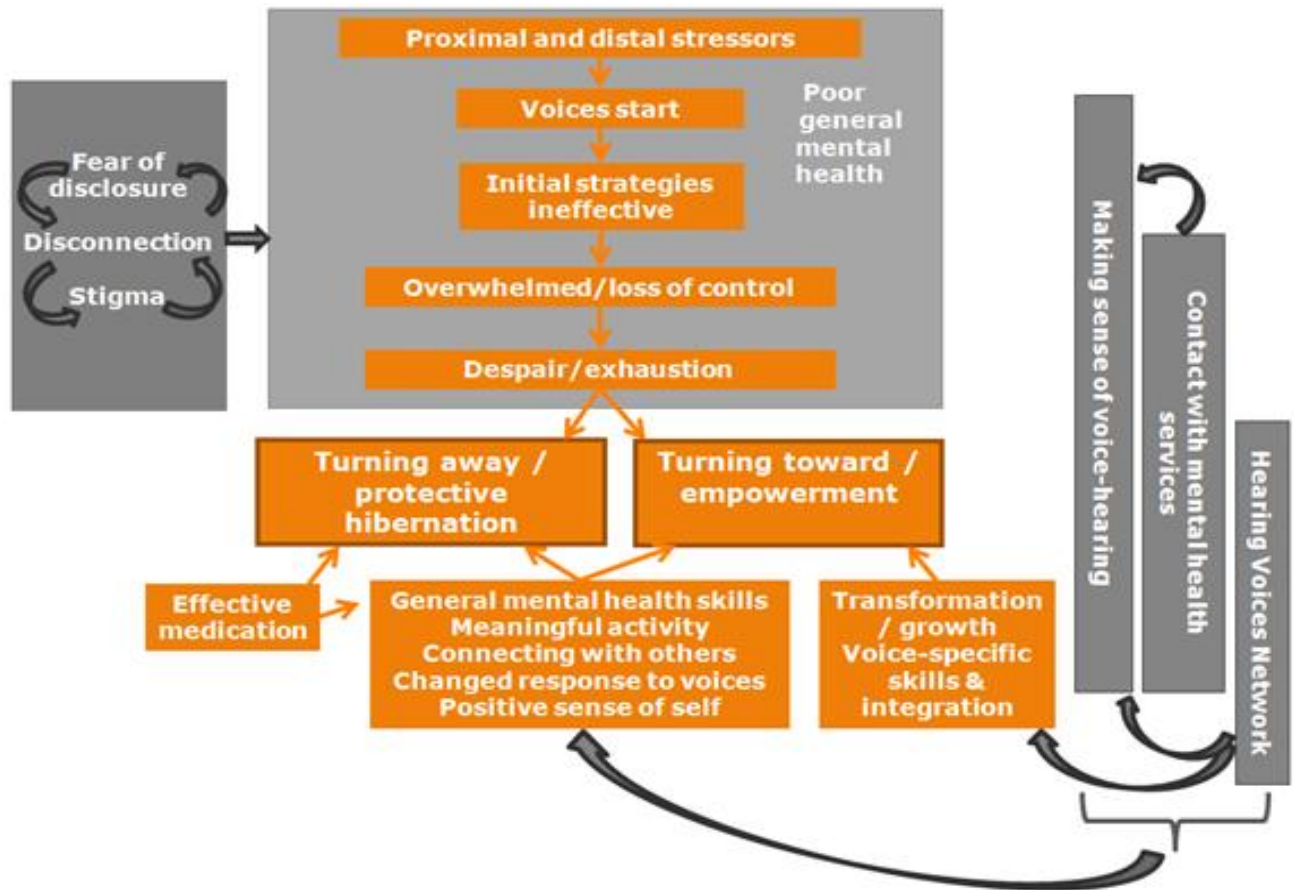 Proximal and distal stressors
Voices start
Poor
general
mental
health
Initial strategies
ineffective
Overwhelmed/loss of control
Despair/exhaustion
Fear of
disclosure
Disconnection
Stigma
Turning away /
protective
hibernation
Turning toward /
empowerment
Effective
medication
General mental health skills
Meaningful activity
Connecting with others
Changed response to voices
Positive sense of self
Transformation
/ growth
Voice-specific
skills &
integration
Making sense of voice-hearing
Contact with mental health
services
Hearing Voices Network